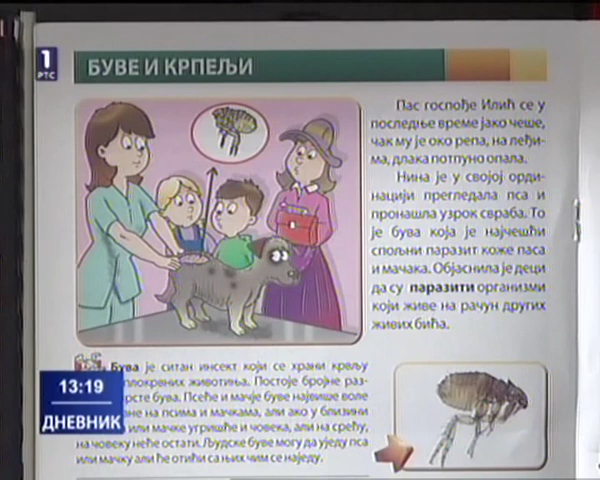 1
РТС
БУВЕ И КРПЕЉИ
Пас госпође Илић се у
последње време јако чеше,
чак му је око репа, на леђи-
ма, длака потпуно опала.
Нина је у својој орди-
нацији прегледала пса и
пронашла узрок свраба. То
је бува која је најчешћи
спољни паразит коже паса
и мачака. Објаснила је деци
да су паразити организми
који живе на рачун других
живих бића.
Бува је ситан инсект који се храни крвљу
плокрвних животиња. Постоје бројне раз-
рсте бува. Псеће и мачје буве највише воле
ане на псима и мачкама, али ако у близини
или мачке угришће и човека, али на срећу,
на човеку неће остати. Људске буве могу да уједу пса
или мачку али ће отићи са њих чим се наједу.
13:19
ДНЕВНИК